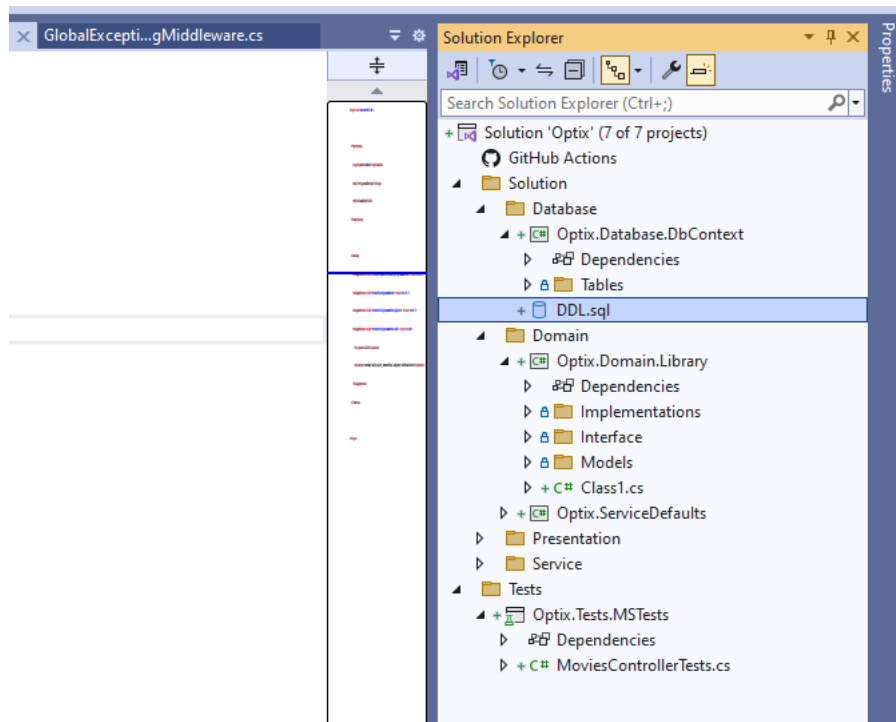 GlobalExcepti...gMiddleware.cs
Solution Explorer
Properties
Search Solution Explorer (Ctrl+;)
Solution 'Optix' (7 of 7 projects)
GitHub Actions
Solution
Database
C# Optix.Database.DbContext
Dependencies
Tables
DDL.sql
Domain
C# Optix.Domain.Library
Dependencies
Implementations
Interface
Models
C# Class1.cs
C# Optix.ServiceDefaults
Presentation
Service
Tests
Optix.Tests.MSTests
Dependencies
C# MoviesControllerTests.cs